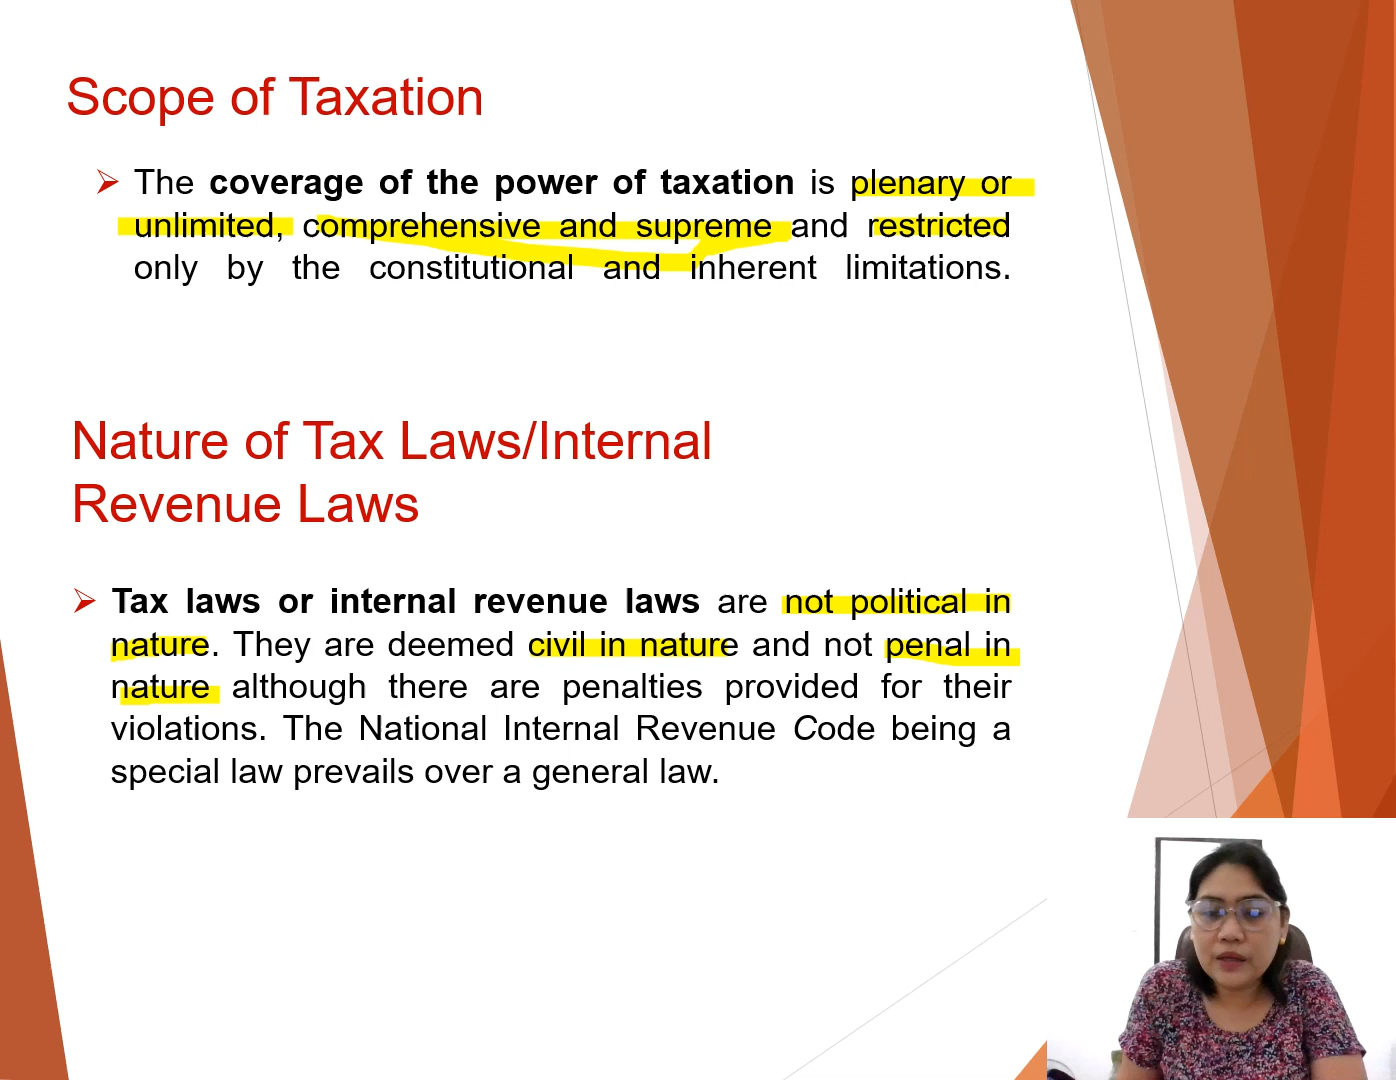 Scope of Taxation
The coverage of the power of taxation is plenary or
unlimited, comprehensive and supreme and restricted
only by the constitutional and inherent limitations.
Nature of Tax Laws/Internal
Revenue Laws
Tax laws or internal revenue laws are not political in
nature. They are deemed civil in nature and not penal in
nature although there are penalties provided for their
violations. The National Internal Revenue Code being a
special law prevails over a general law.